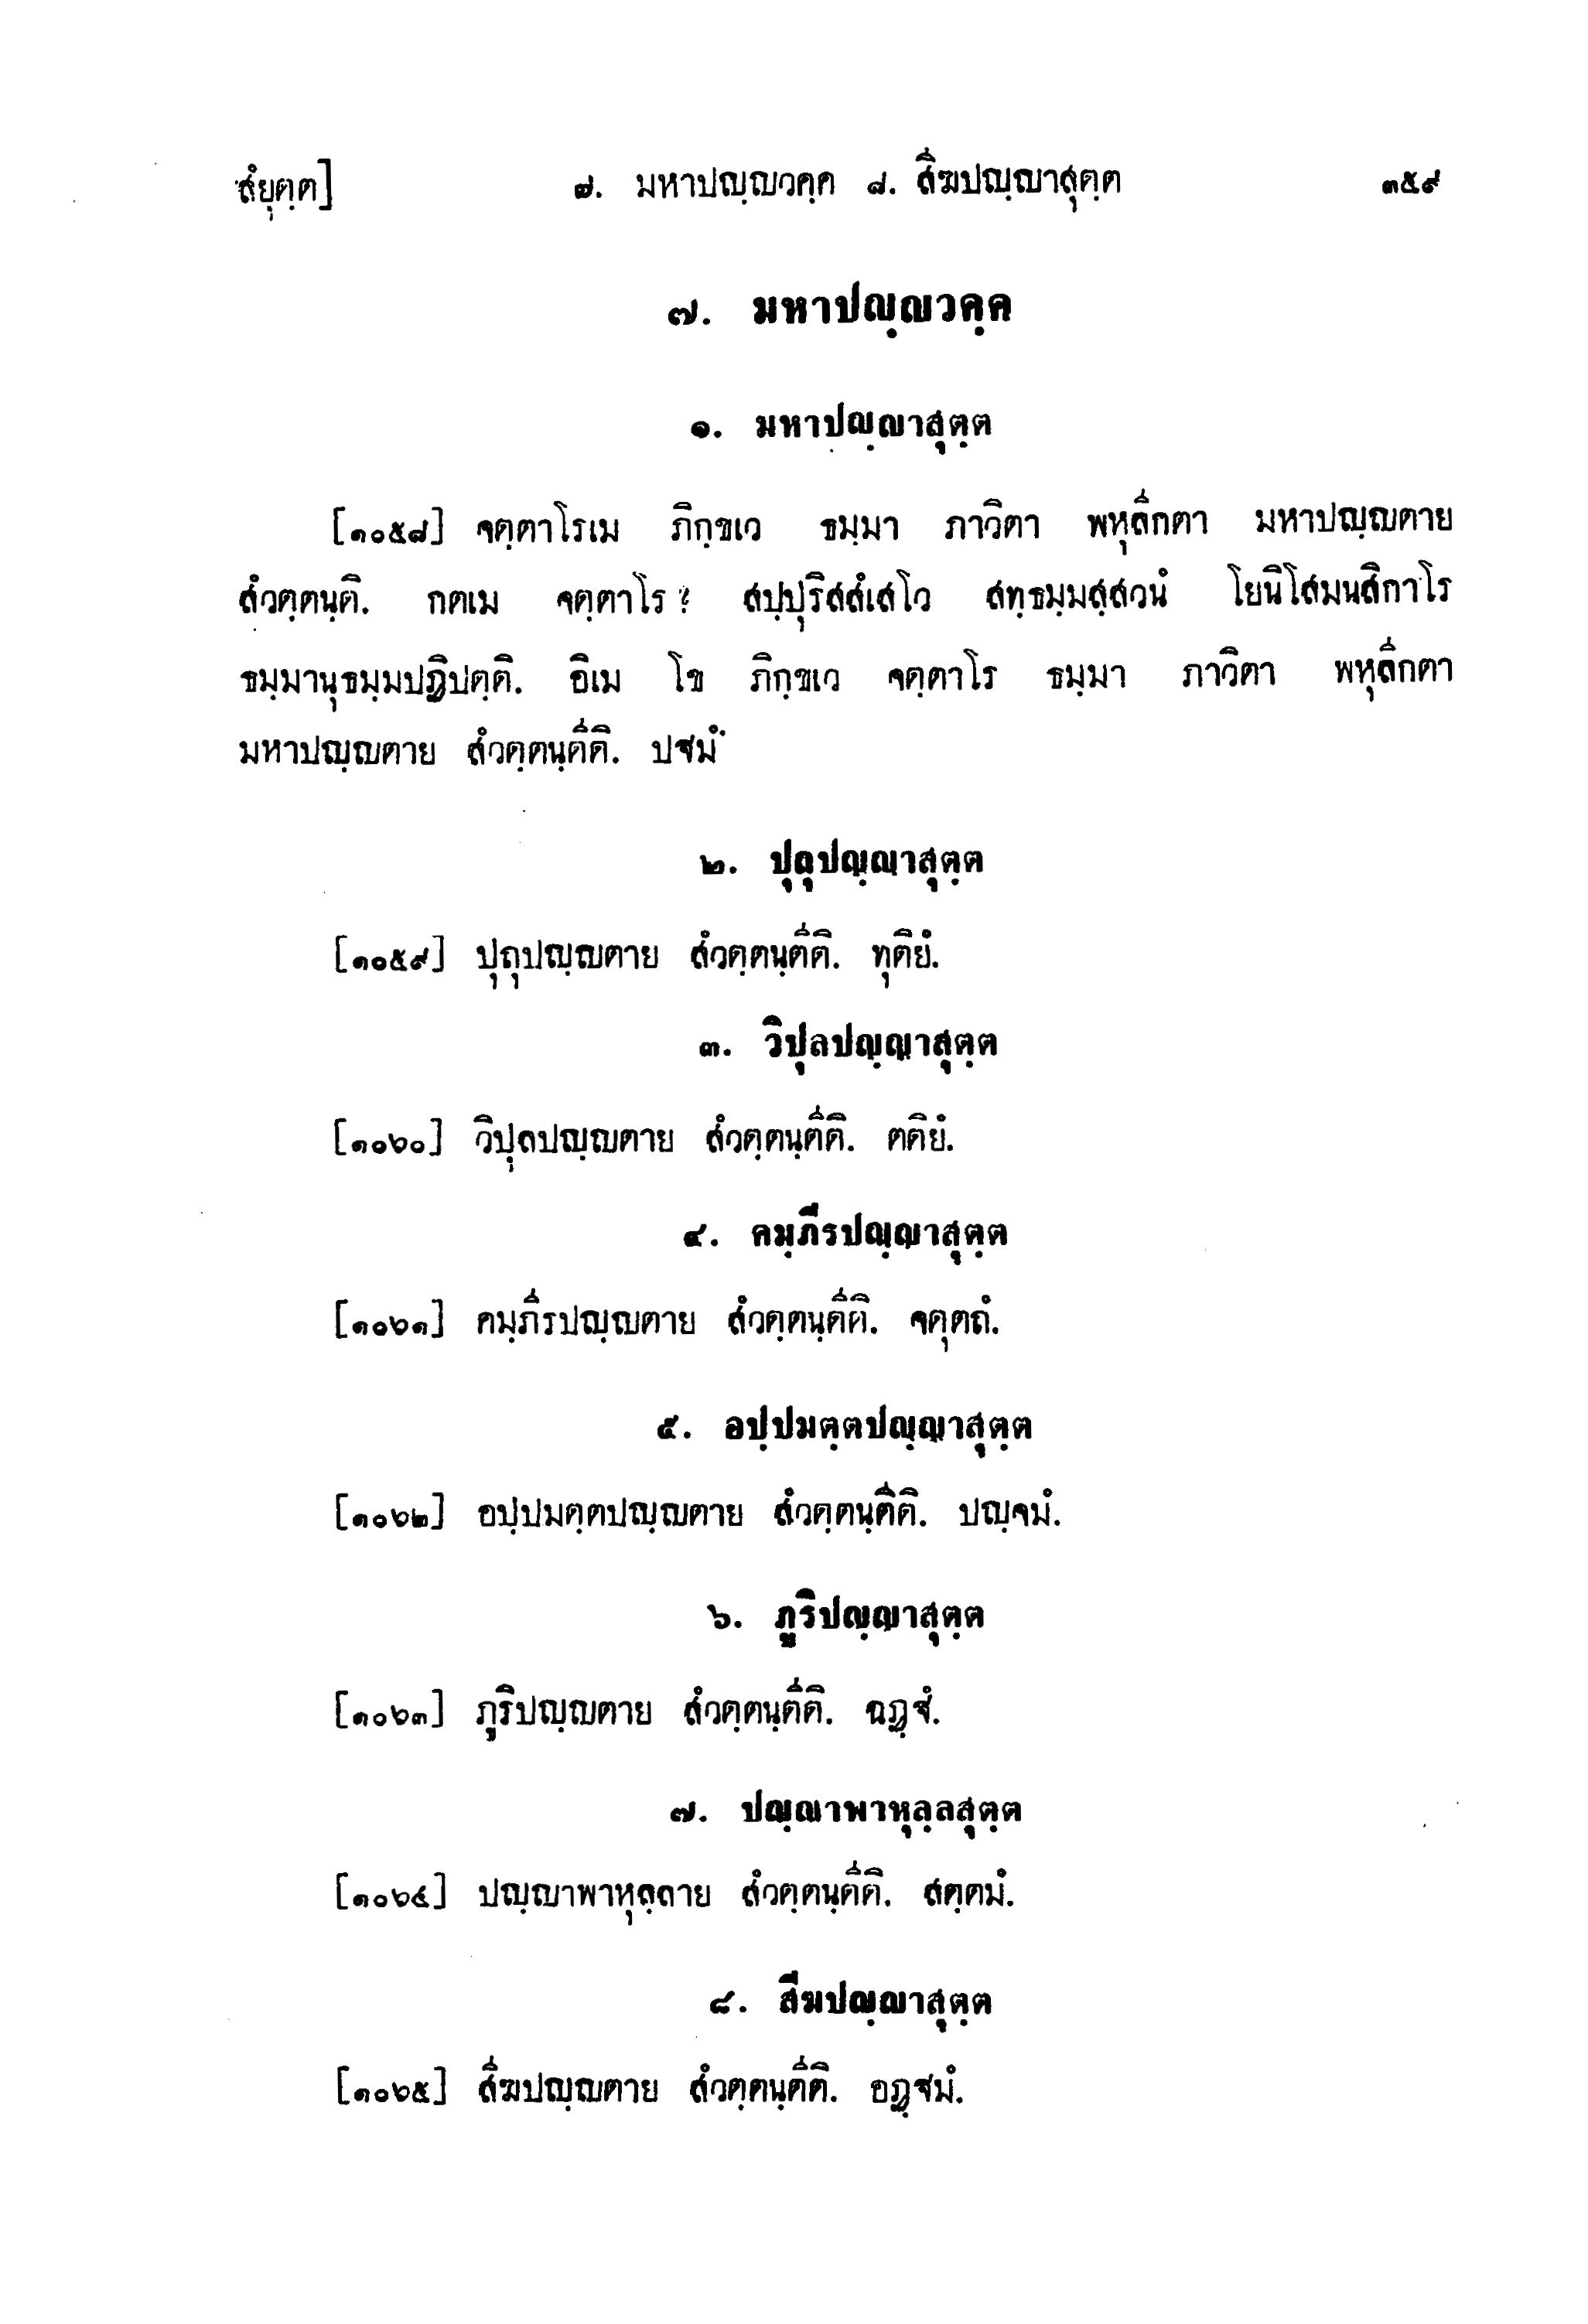 สํยุตฺต]
๗. มหาปญฺญวคฺค ๘. สีฆปญฺญาสุตฺต
๓๕๙
๗. มหาปญฺญวคฺค
๑. มหาปญฺญาสุตฺต
[๑๐๕๘] จตฺตาโรเม ภิกฺขเว ธมฺมา ภาวิตา พหุลีกตา มหาปญฺญตาย
สํวตฺตนฺติ. กตเม จตฺตาโร? สปฺปุริสสํเสโว สทฺธมฺมสฺสวนํ โยนิโสมนสิกาโร
ธมฺมานุธมฺมปฏิปตฺติ. อิเม โข ภิกฺขเว จตฺตาโร ธมฺมา ภาวิตา พหุลีกตา
มหาปญฺญตาย สํวตฺตนฺตีติ. ปฐมํ
๒. ปุถุปญฺญาสุตฺต
[๑๐๕๙] ปุถุปญฺญตาย สํวตฺตนฺตีติ. ทุติยํ.
๓. วิปุลปญฺญาสุตฺต
[๑๐๖๐] วิปุลปญฺญตาย สํวตฺตนฺตีติ. ตติยํ.
๔. คมฺภีรปญฺญาสุตฺต
[๑๐๖๑] คมฺภีรปญฺญตาย สํวตฺตนฺตีติ. จตุตถํ.
๕. อปฺปมตฺตปญฺญาสุตฺต
[๑๐๖๒] อปฺปมตฺตปญฺญตาย สํวตฺตนฺตีติ. ปญฺจมํ.
๖. ภูริปญฺญาสุตฺต
[๑๐๖๓] ภูริปญฺญตาย สํวตฺตนฺตีติ. ฉฏฺฐํ.
๗. ปญฺญาพาหุลฺลสุตฺต
[๑๐๖๔] ปญฺญาพาหุลฺลาย สํวตฺตนฺตีติ. สตฺตมํ.
๘. สีฆปญฺญาสุตฺต
[๑๐๖๕] สีฆปญฺญตาย สํวตฺตนฺตีติ. อฏฺฐมํ.